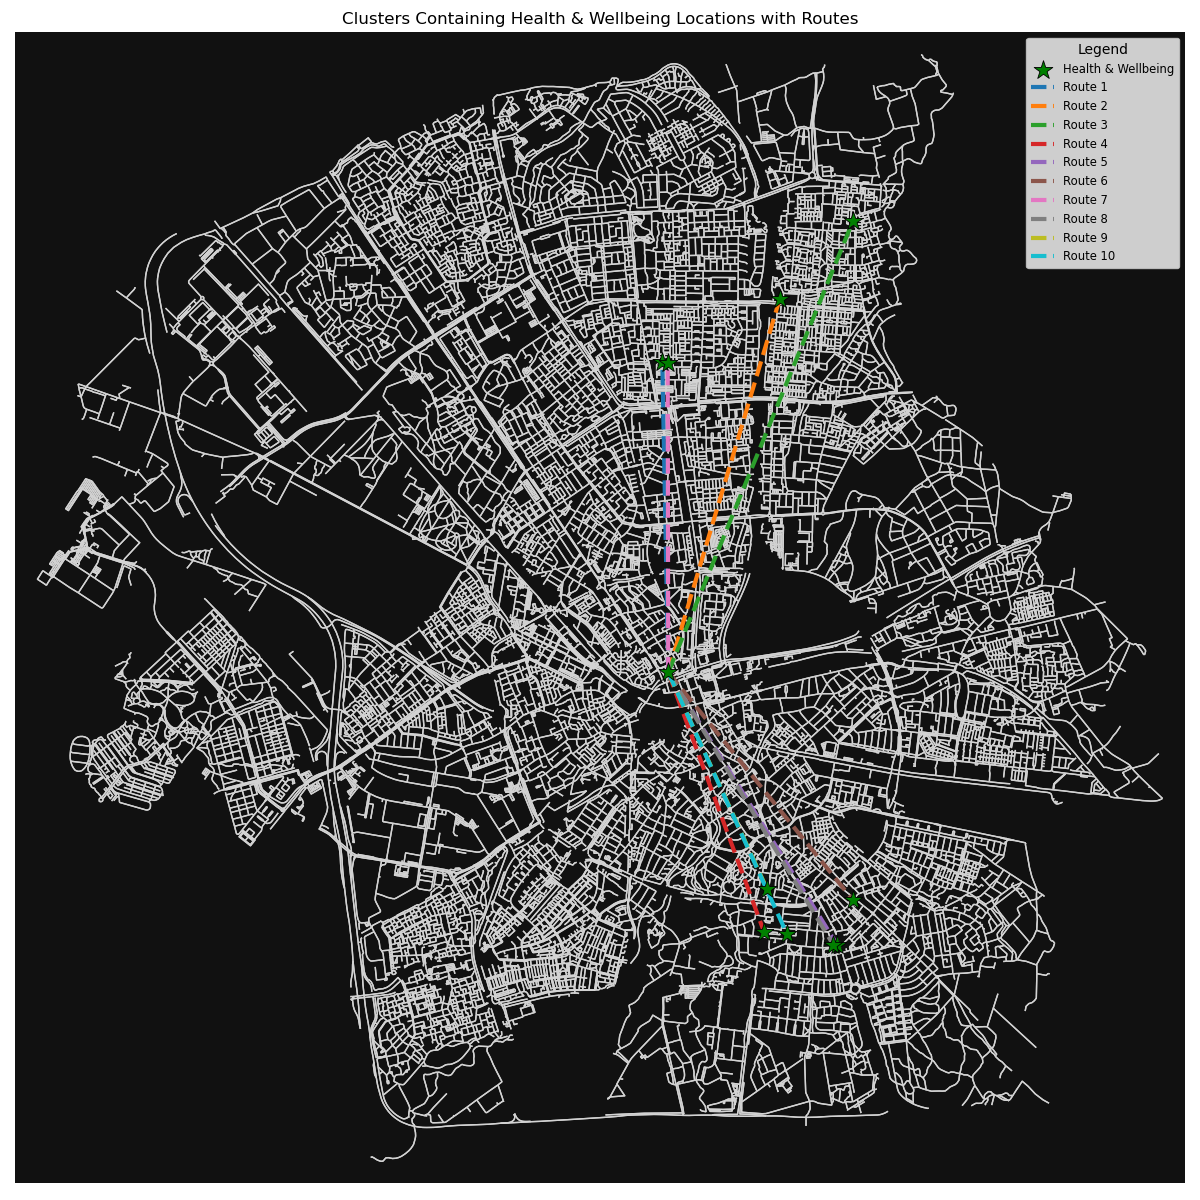 Clusters Containing Health & Wellbeing Locations with Routes
Legend
Health & Wellbeing
Route 1
Route 2
Route 3
Route 4
Route 5
Route 6
Route 7
Route 8
Route 9
Route 10